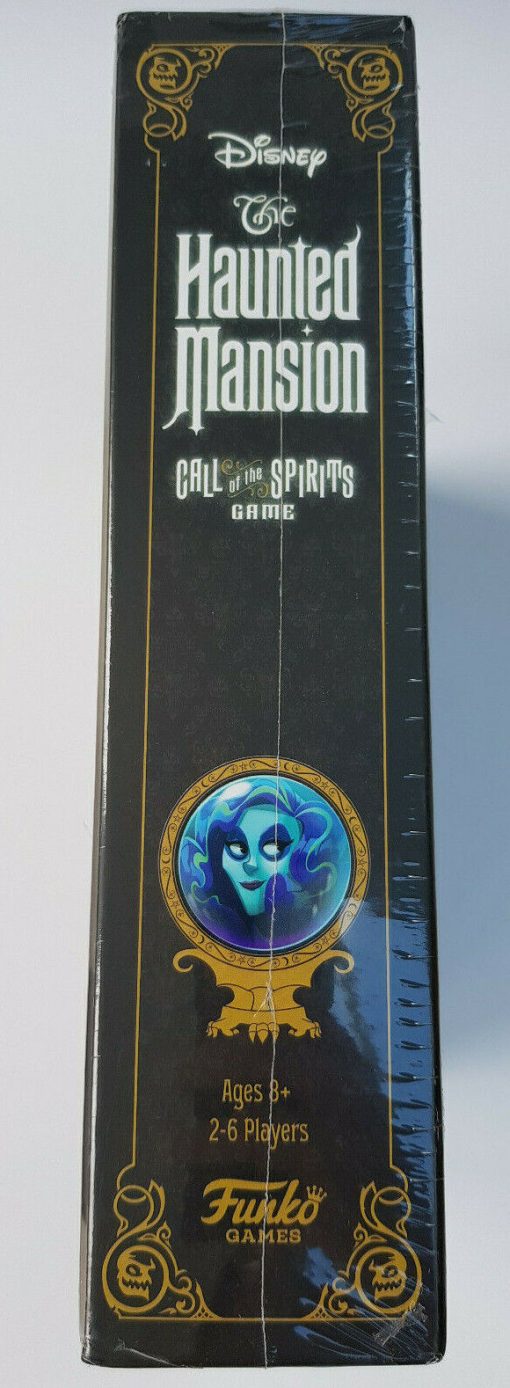 Disney
The
Haunted
Mansion
CALL of the SPIRITS
GAME
Ages 8+
2-6 Players
Funko
GAMES